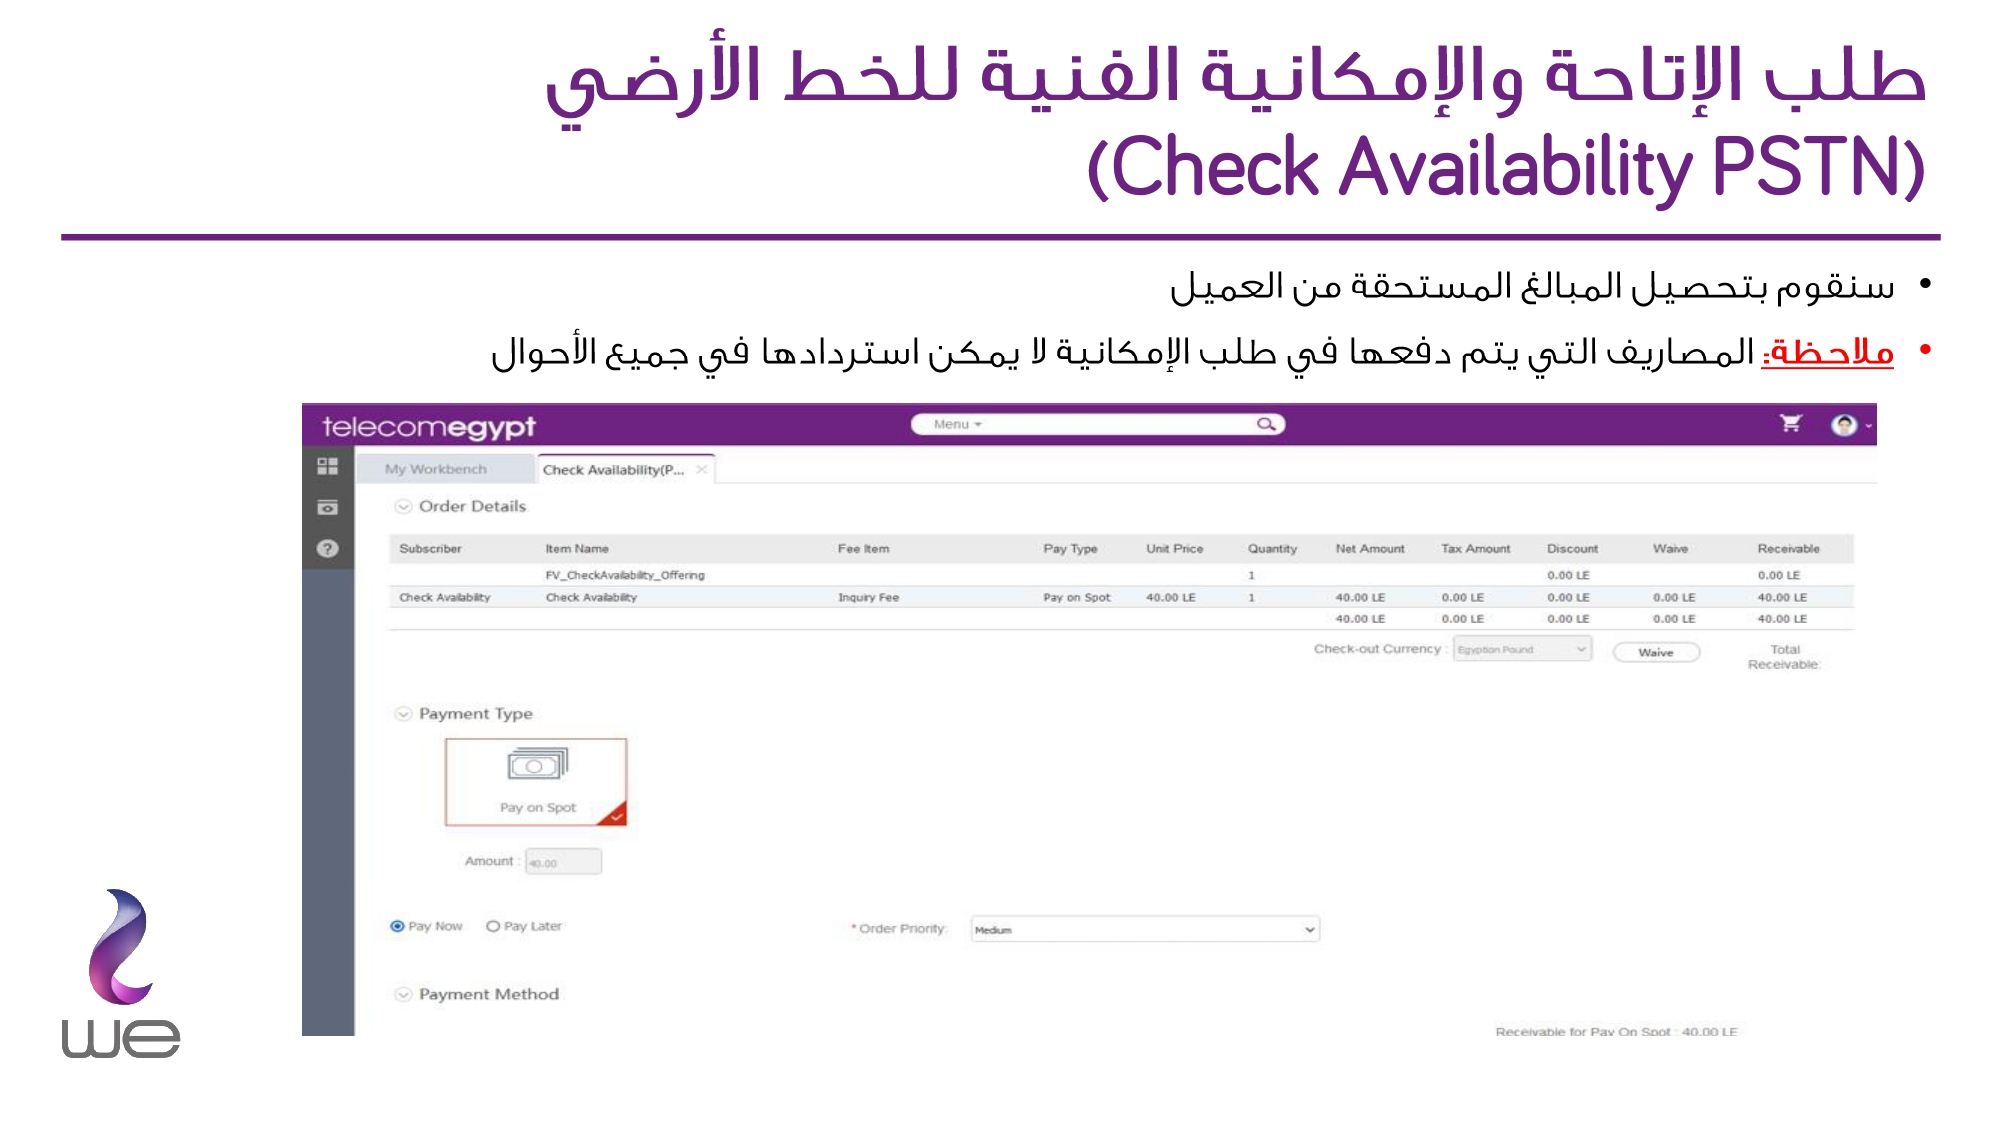 طلب الإتاحة والإمكانية الفنية للخط الأرضي
(Check Availability PSTN)
• سنقوم بتحصيل المبالغ المستحقة من العميل
• ملاحظة: المصاريف التي يتم دفعها في طلب الإمكانية لا يمكن استردادها في جميع الأحوال
telecomegypt Menu
My Workbench Check Availability(P... ×
Order Details
Subscriber Item Name Fee Item Pay Type Unit Price Quantity Net Amount Tax Amount Discount Waive Receivable
FV_CheckAvailability_Offering 1 0.00 LE 0.00 LE
Check Availability Check Availability Inquiry Fee Pay on Spot 40.00 LE 1 40.00 LE 0.00 LE 0.00 LE 0.00 LE 40.00 LE
40.00 LE 0.00 LE 0.00 LE 0.00 LE 40.00 LE
Check-out Currency : Egyptian Pound Waive Total
Receivable:
Payment Type
Pay on Spot
Amount : 40.00
Pay Now Pay Later * Order Priority: Medium
Payment Method
Receivable for Pay On Spot : 40.00 LE
we